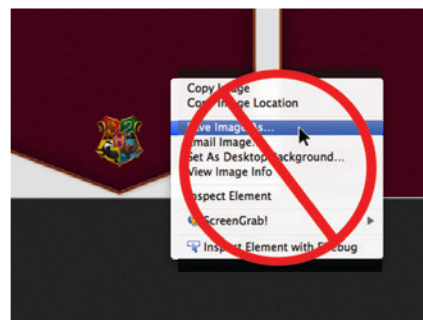 Copy Image
Copy Image Location
Save Image As...
Email Image...
Set As Desktop Background...
View Image Info
Inspect Element
ScreenGrab!
Inspect Element with Firebug